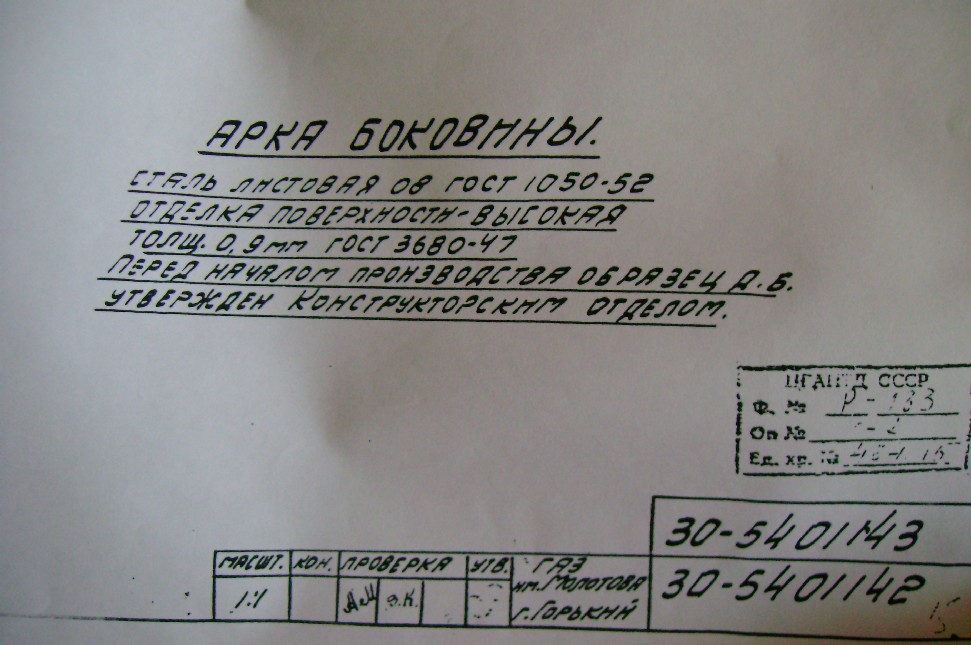 АРКА БОКОВИНЫ.
СТАЛЬ ЛИСТОВАЯ 08 ГОСТ 1050-52
ОТДЕЛКА ПОВЕРХНОСТИ-ВЫСОКАЯ
ТОЛЩ. 0,9мм ГОСТ 3680-47
ПЕРЕД НАЧАЛОМ ПРОИЗВОДСТВА ОБРАЗЕЦ Д.Б.
УТВЕРЖДЕН КОНСТРУКТОРСКИМ ОТДЕЛОМ.
СССР
Ф. № Р-133
Оп №
Ед. хр. №
30-5401143
30-5401142
МАСШТ. КОН. ПРОВЕРКА УТВ. ГАЗ
1:1 З.К. им. МОЛОТОВА
г. ГОРЬКИЙ